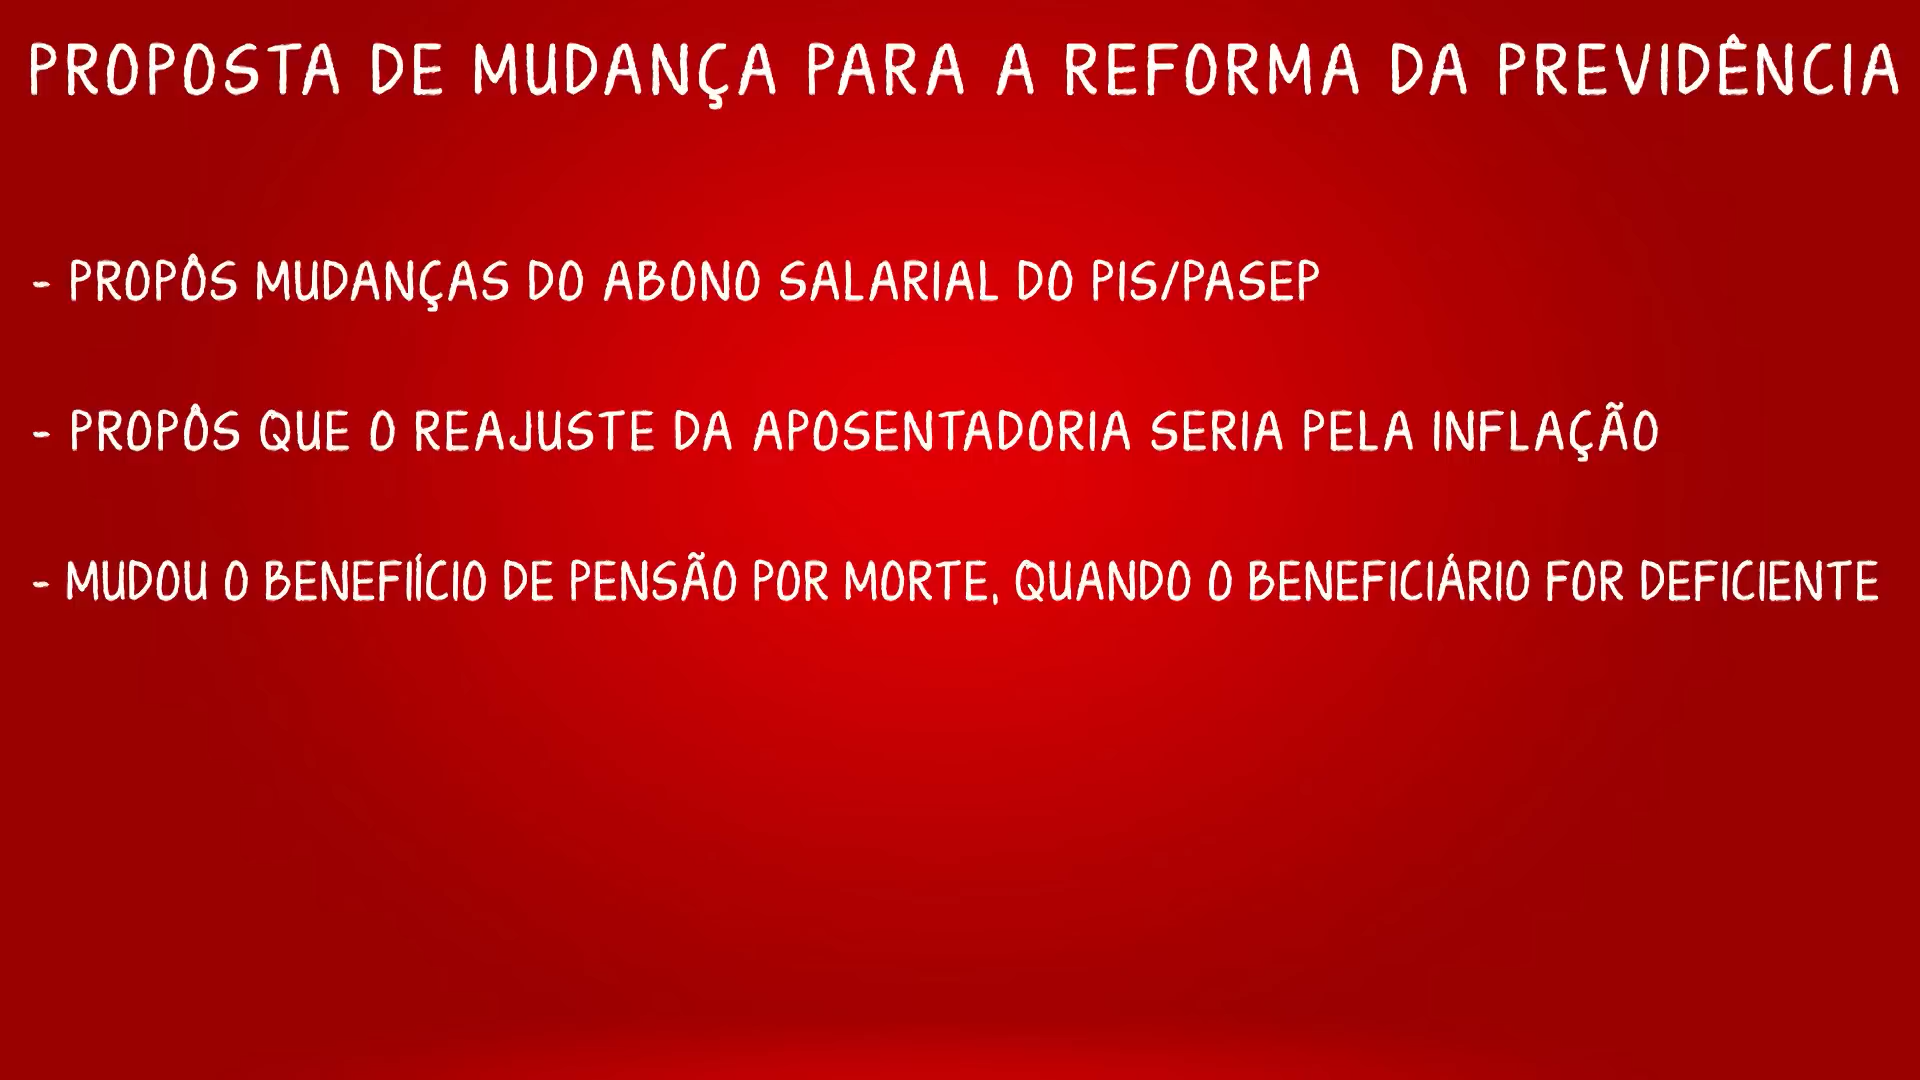 PROPOSTA DE MUDANÇA PARA A REFORMA DA PREVIDÊNCIA
- PROPÔS MUDANÇAS DO ABONO SALARIAL DO PIS/PASEP
- PROPÔS QUE O REAJUSTE DA APOSENTADORIA SERIA PELA INFLAÇÃO
- MUDOU O BENEFIÍCIO DE PENSÃO POR MORTE, QUANDO O BENEFICIÁRIO FOR DEFICIENTE